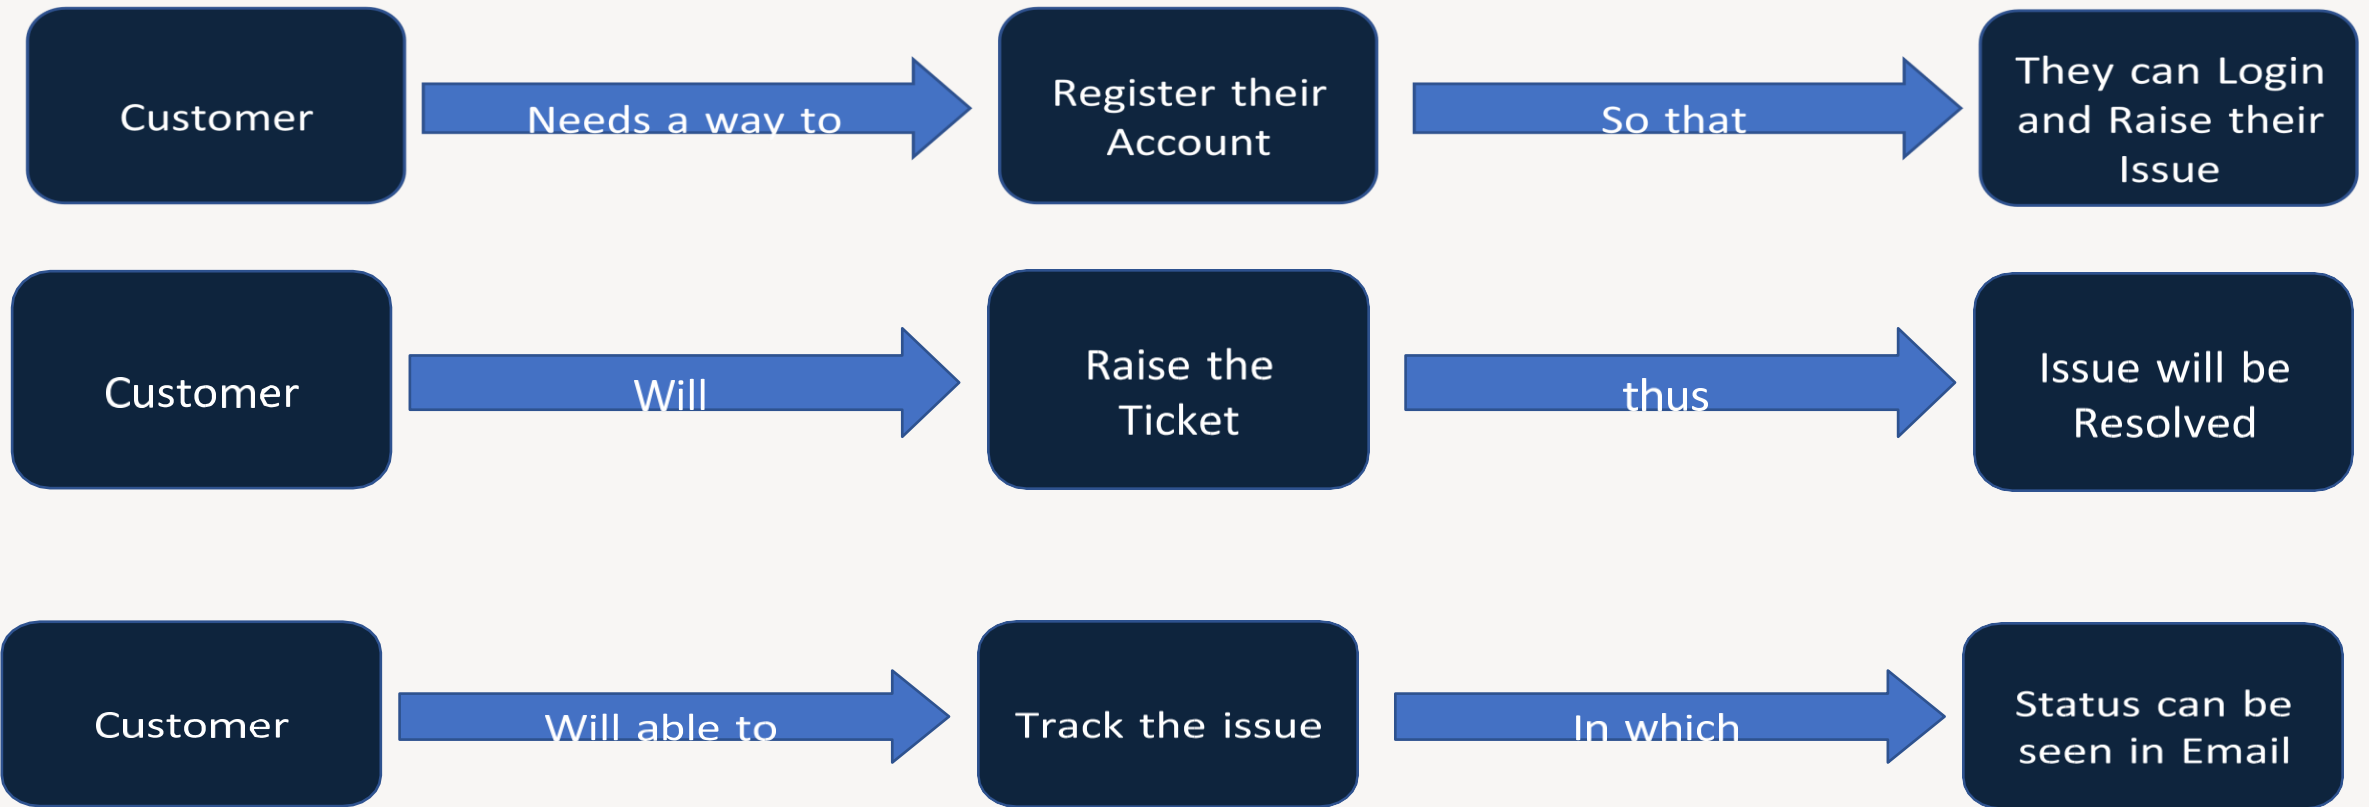 Customer
Needs a way to
Register their
Account
So that
They can Login
and Raise their
Issue
Customer
Will
Raise the
Ticket
thus
Issue will be
Resolved
Customer
Will able to
Track the issue
In which
Status can be
seen in Email